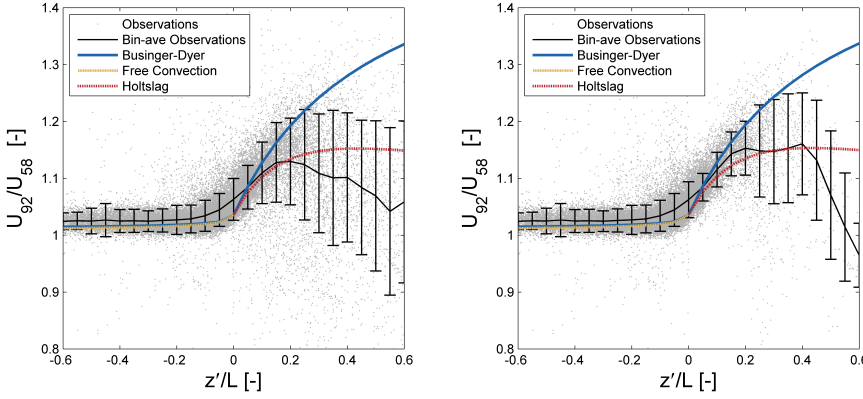 1.4
1.3
1.2
1.1
1
0.9
0.8
U92/U58 [-]
Observations
Bin-ave Observations
Businger-Dyer
Free Convection
Holtslag
-0.6 -0.4 -0.2 0 0.2 0.4 0.6
z'/L [-]
1.4
1.3
1.2
1.1
1
0.9
0.8
U92/U58 [-]
Observations
Bin-ave Observations
Businger-Dyer
Free Convection
Holtslag
-0.6 -0.4 -0.2 0 0.2 0.4 0.6
z'/L [-]